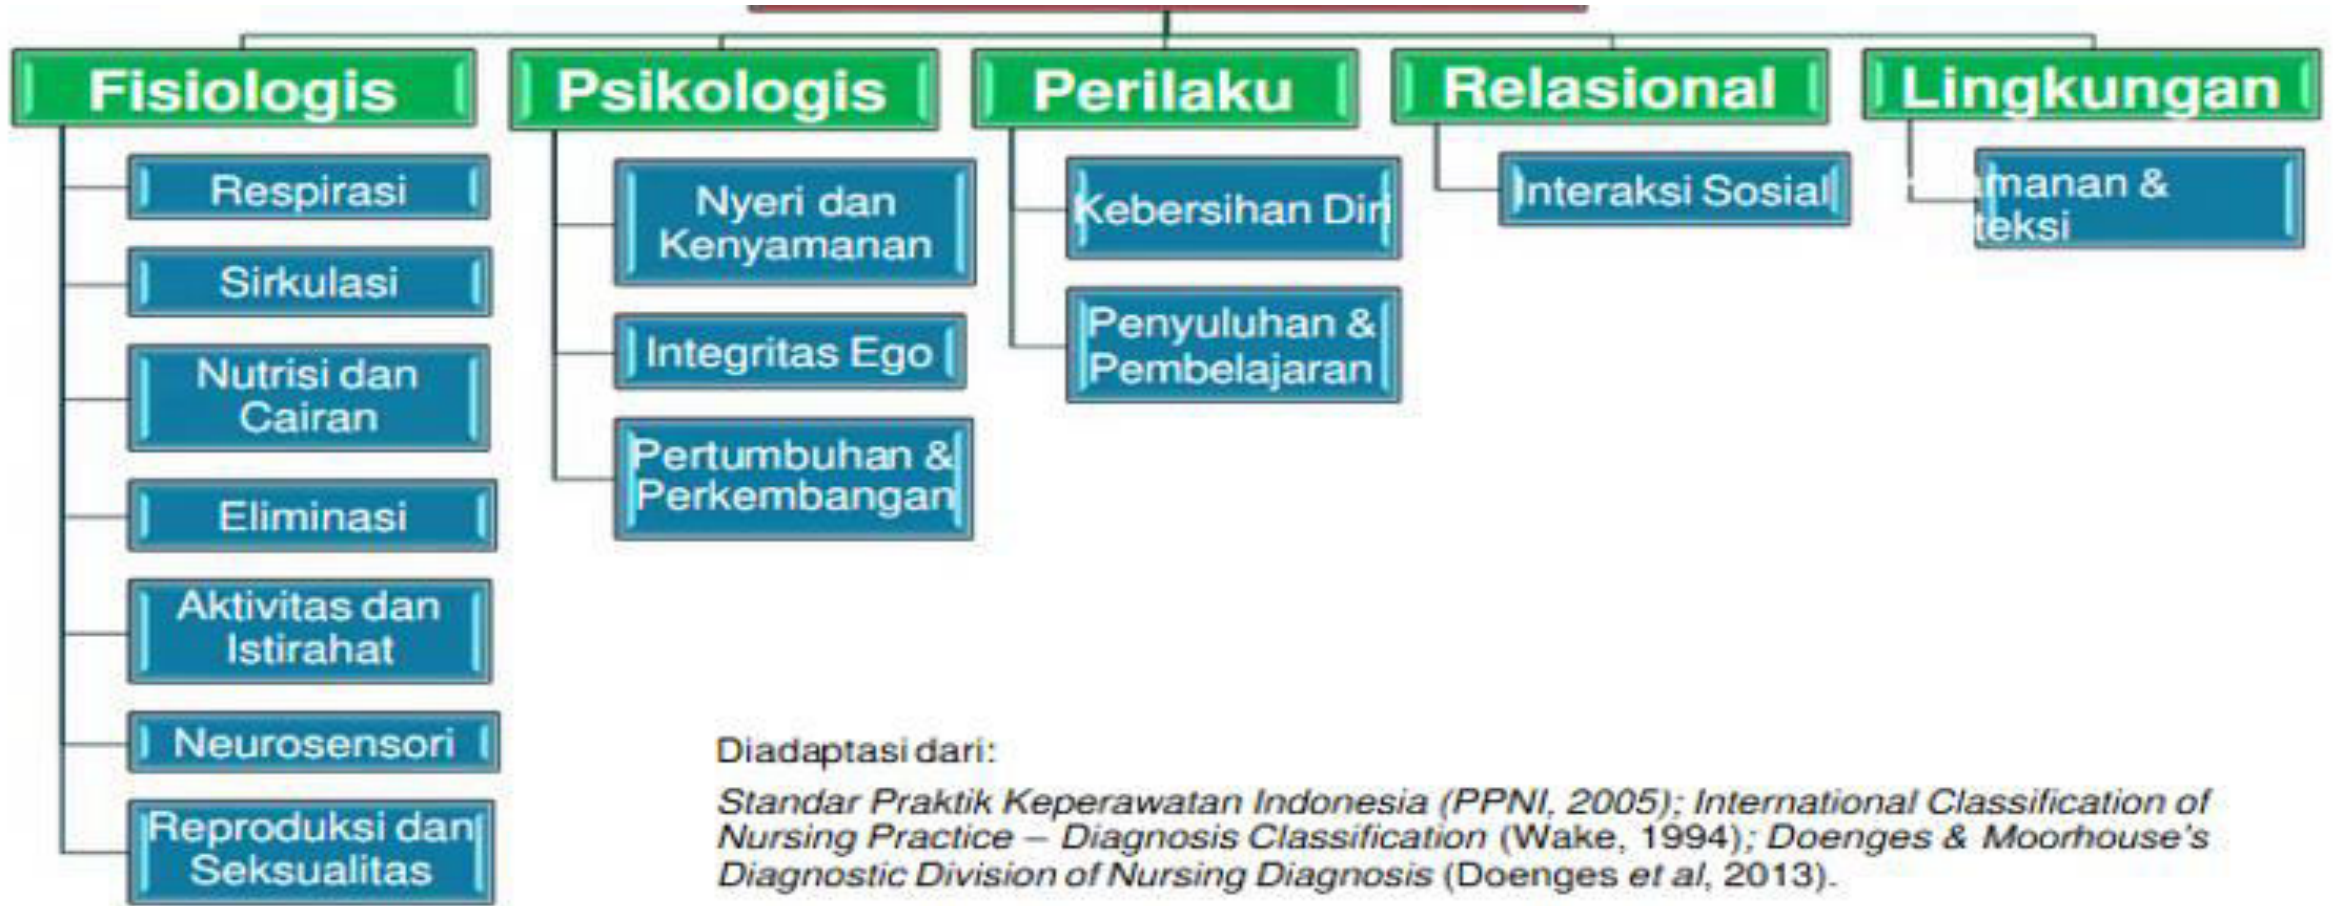 Fisiologis
Respirasi
Sirkulasi
Nutrisi dan
Cairan
Eliminasi
Aktivitas dan
Istirahat
Neurosensori
Reproduksi dan
Seksualitas
Psikologis
Nyeri dan
Kenyamanan
Integritas Ego
Pertumbuhan &
Perkembangan
Perilaku
Kebersihan Diri
Penyuluhan &
Pembelajaran
Relasional
Interaksi Sosial
Lingkungan
manan &
teksi
Diadaptasi dari:
Standar Praktik Keperawatan Indonesia (PPNI, 2005); International Classification of
Nursing Practice – Diagnosis Classification (Wake, 1994); Doenges & Moorhouse's
Diagnostic Division of Nursing Diagnosis (Doenges et al, 2013).